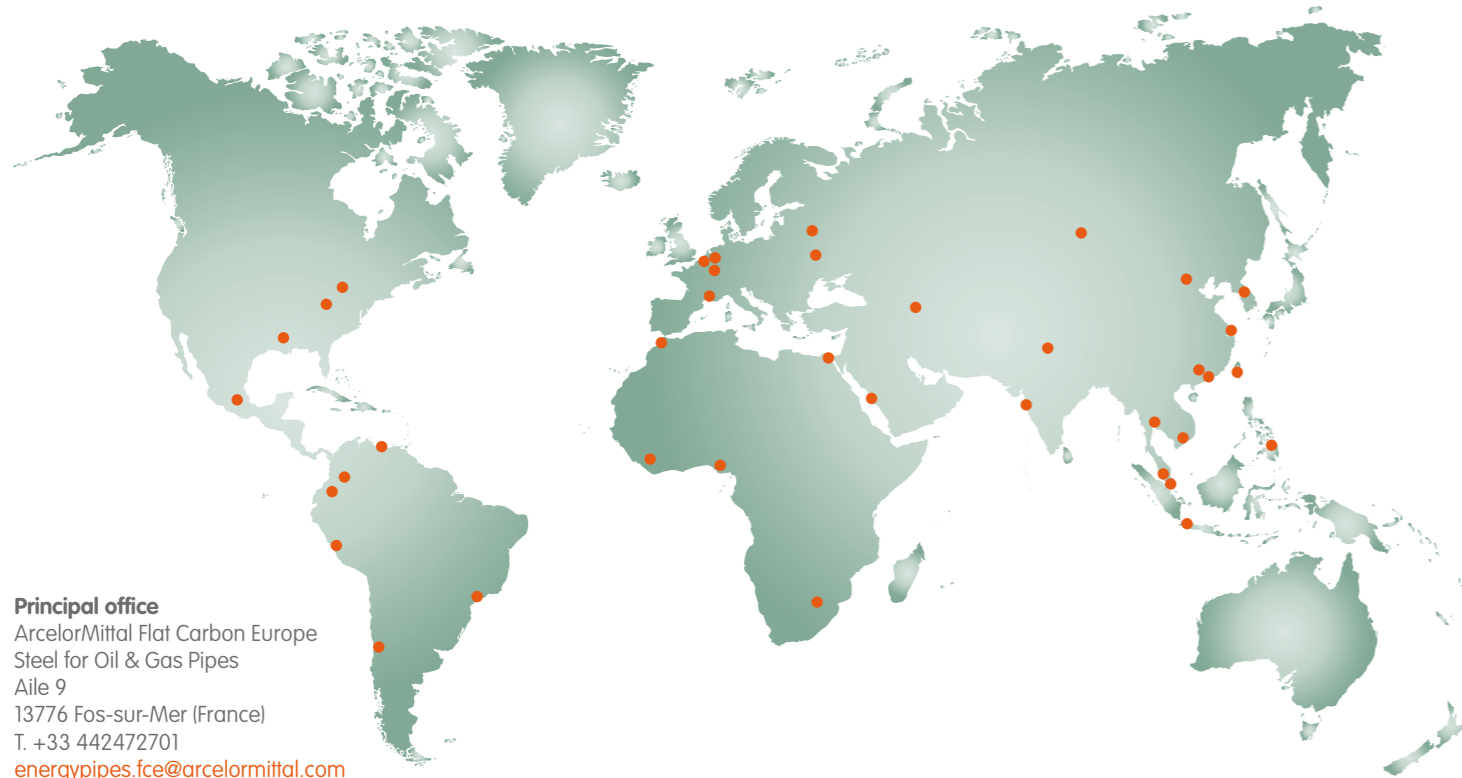 Principal office
ArcelorMittal Flat Carbon Europe
Steel for Oil & Gas Pipes
Aile 9
13776 Fos-sur-Mer (France)
T. +33 442472701
energypipes.fce@arcelormittal.com